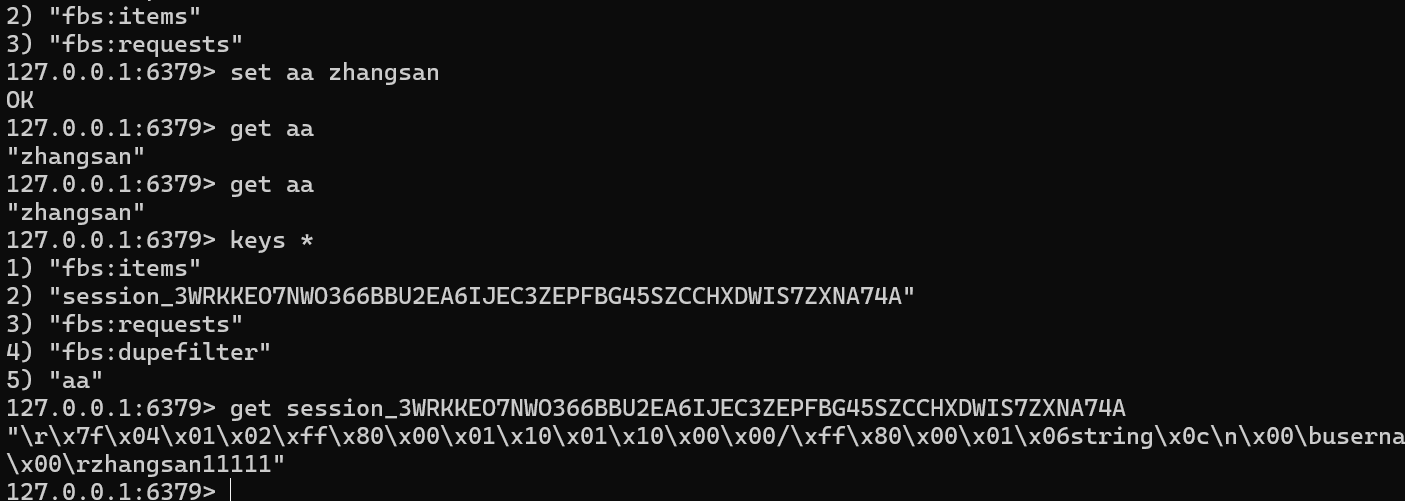 2) "fbs:items"
3) "fbs:requests"
127.0.0.1:6379> set aa zhangsan
OK
127.0.0.1:6379> get aa
"zhangsan"
127.0.0.1:6379> get aa
"zhangsan"
127.0.0.1:6379> keys *
1) "fbs:items"
2) "session_3WRKKEO7NWO366BBU2EA6IJEC3ZEPFBG45SZCCHXDWIS7ZXNA74A"
3) "fbs:requests"
4) "fbs:dupefilter"
5) "aa"
127.0.0.1:6379> get session_3WRKKEO7NWO366BBU2EA6IJEC3ZEPFBG45SZCCHXDWIS7ZXNA74A
"\r\x7f\x04\x01\x02\xff\x80\x00\x01\x10\x01\x10\x00\x00/\xff\x80\x00\x01\x06string\x0c\n\x00\buserna
\x00\rzhangsan11111"
127.0.0.1:6379>